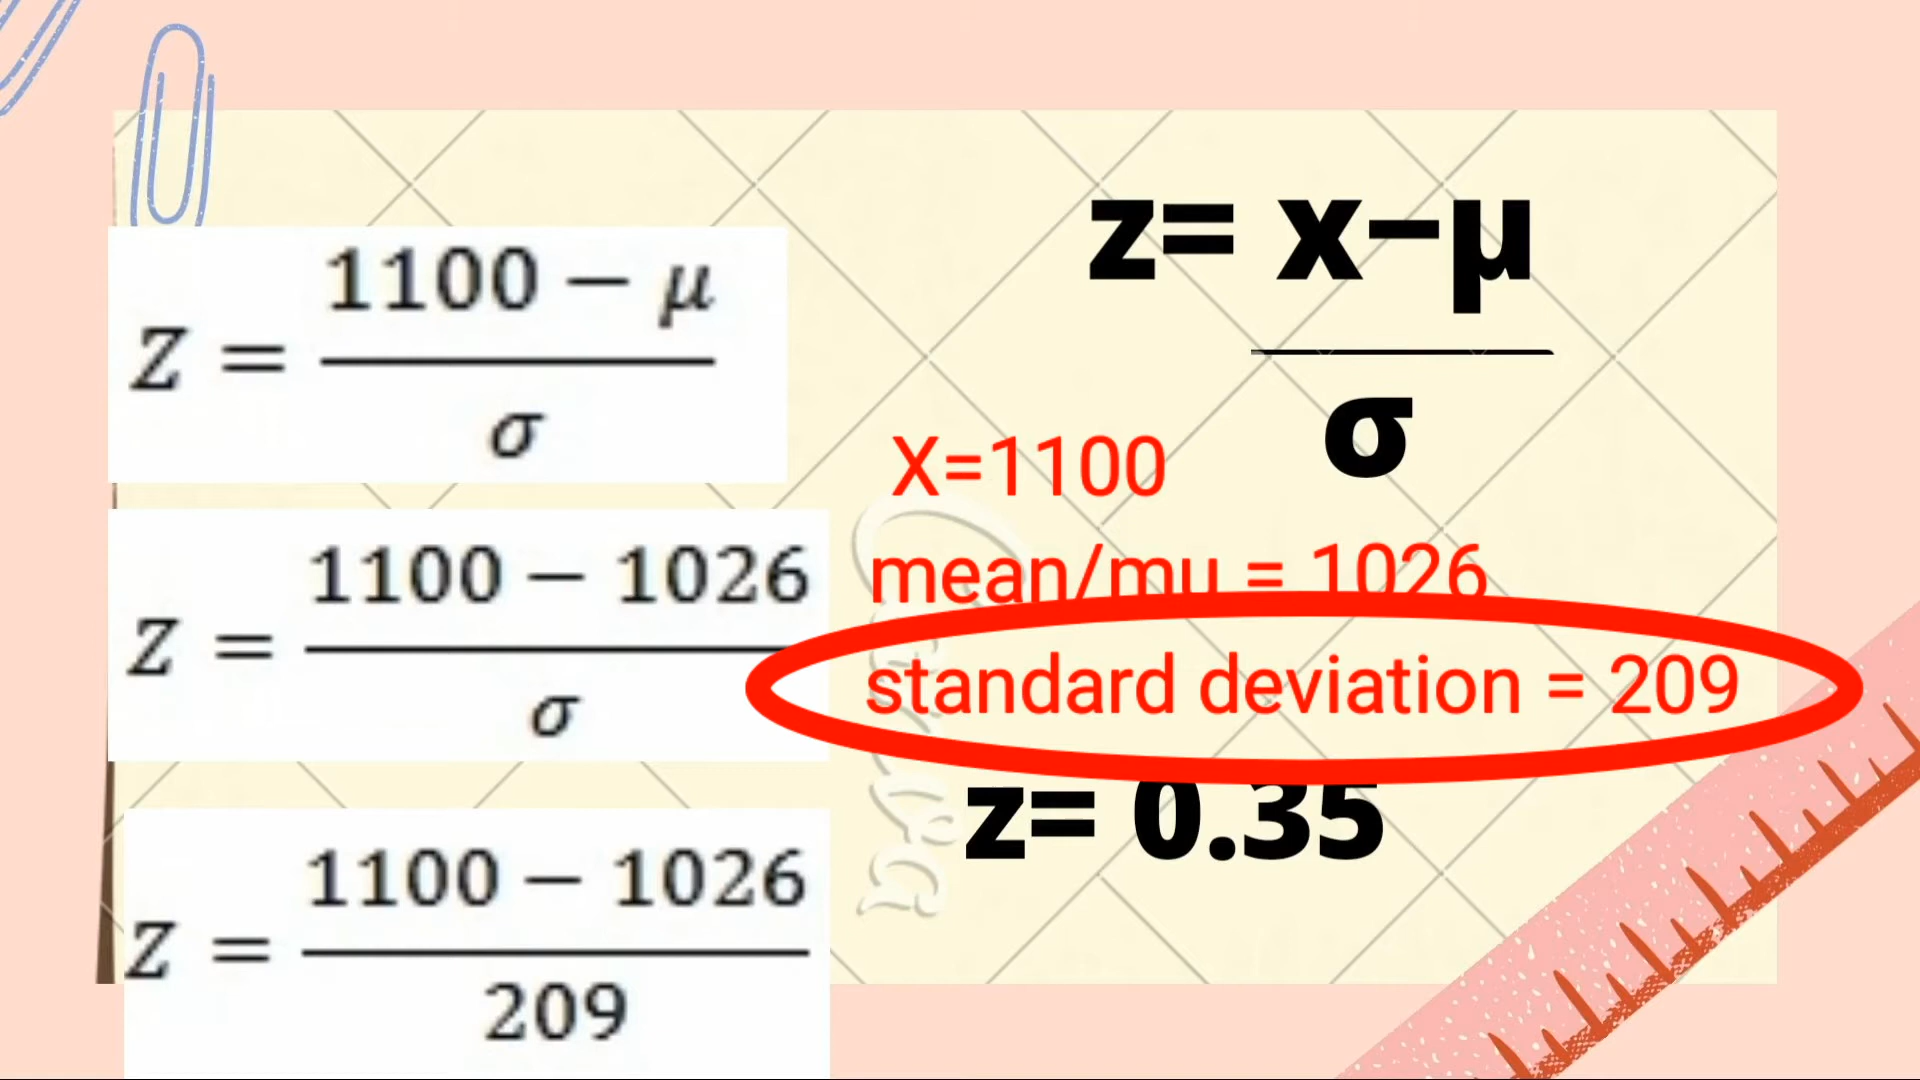 Z = 1100 − μ
σ
Z = 1100 − 1026
σ
Z = 1100 − 1026
209
z= x−μ
σ
X=1100
mean/mu = 1026
standard deviation = 209
z= 0.35